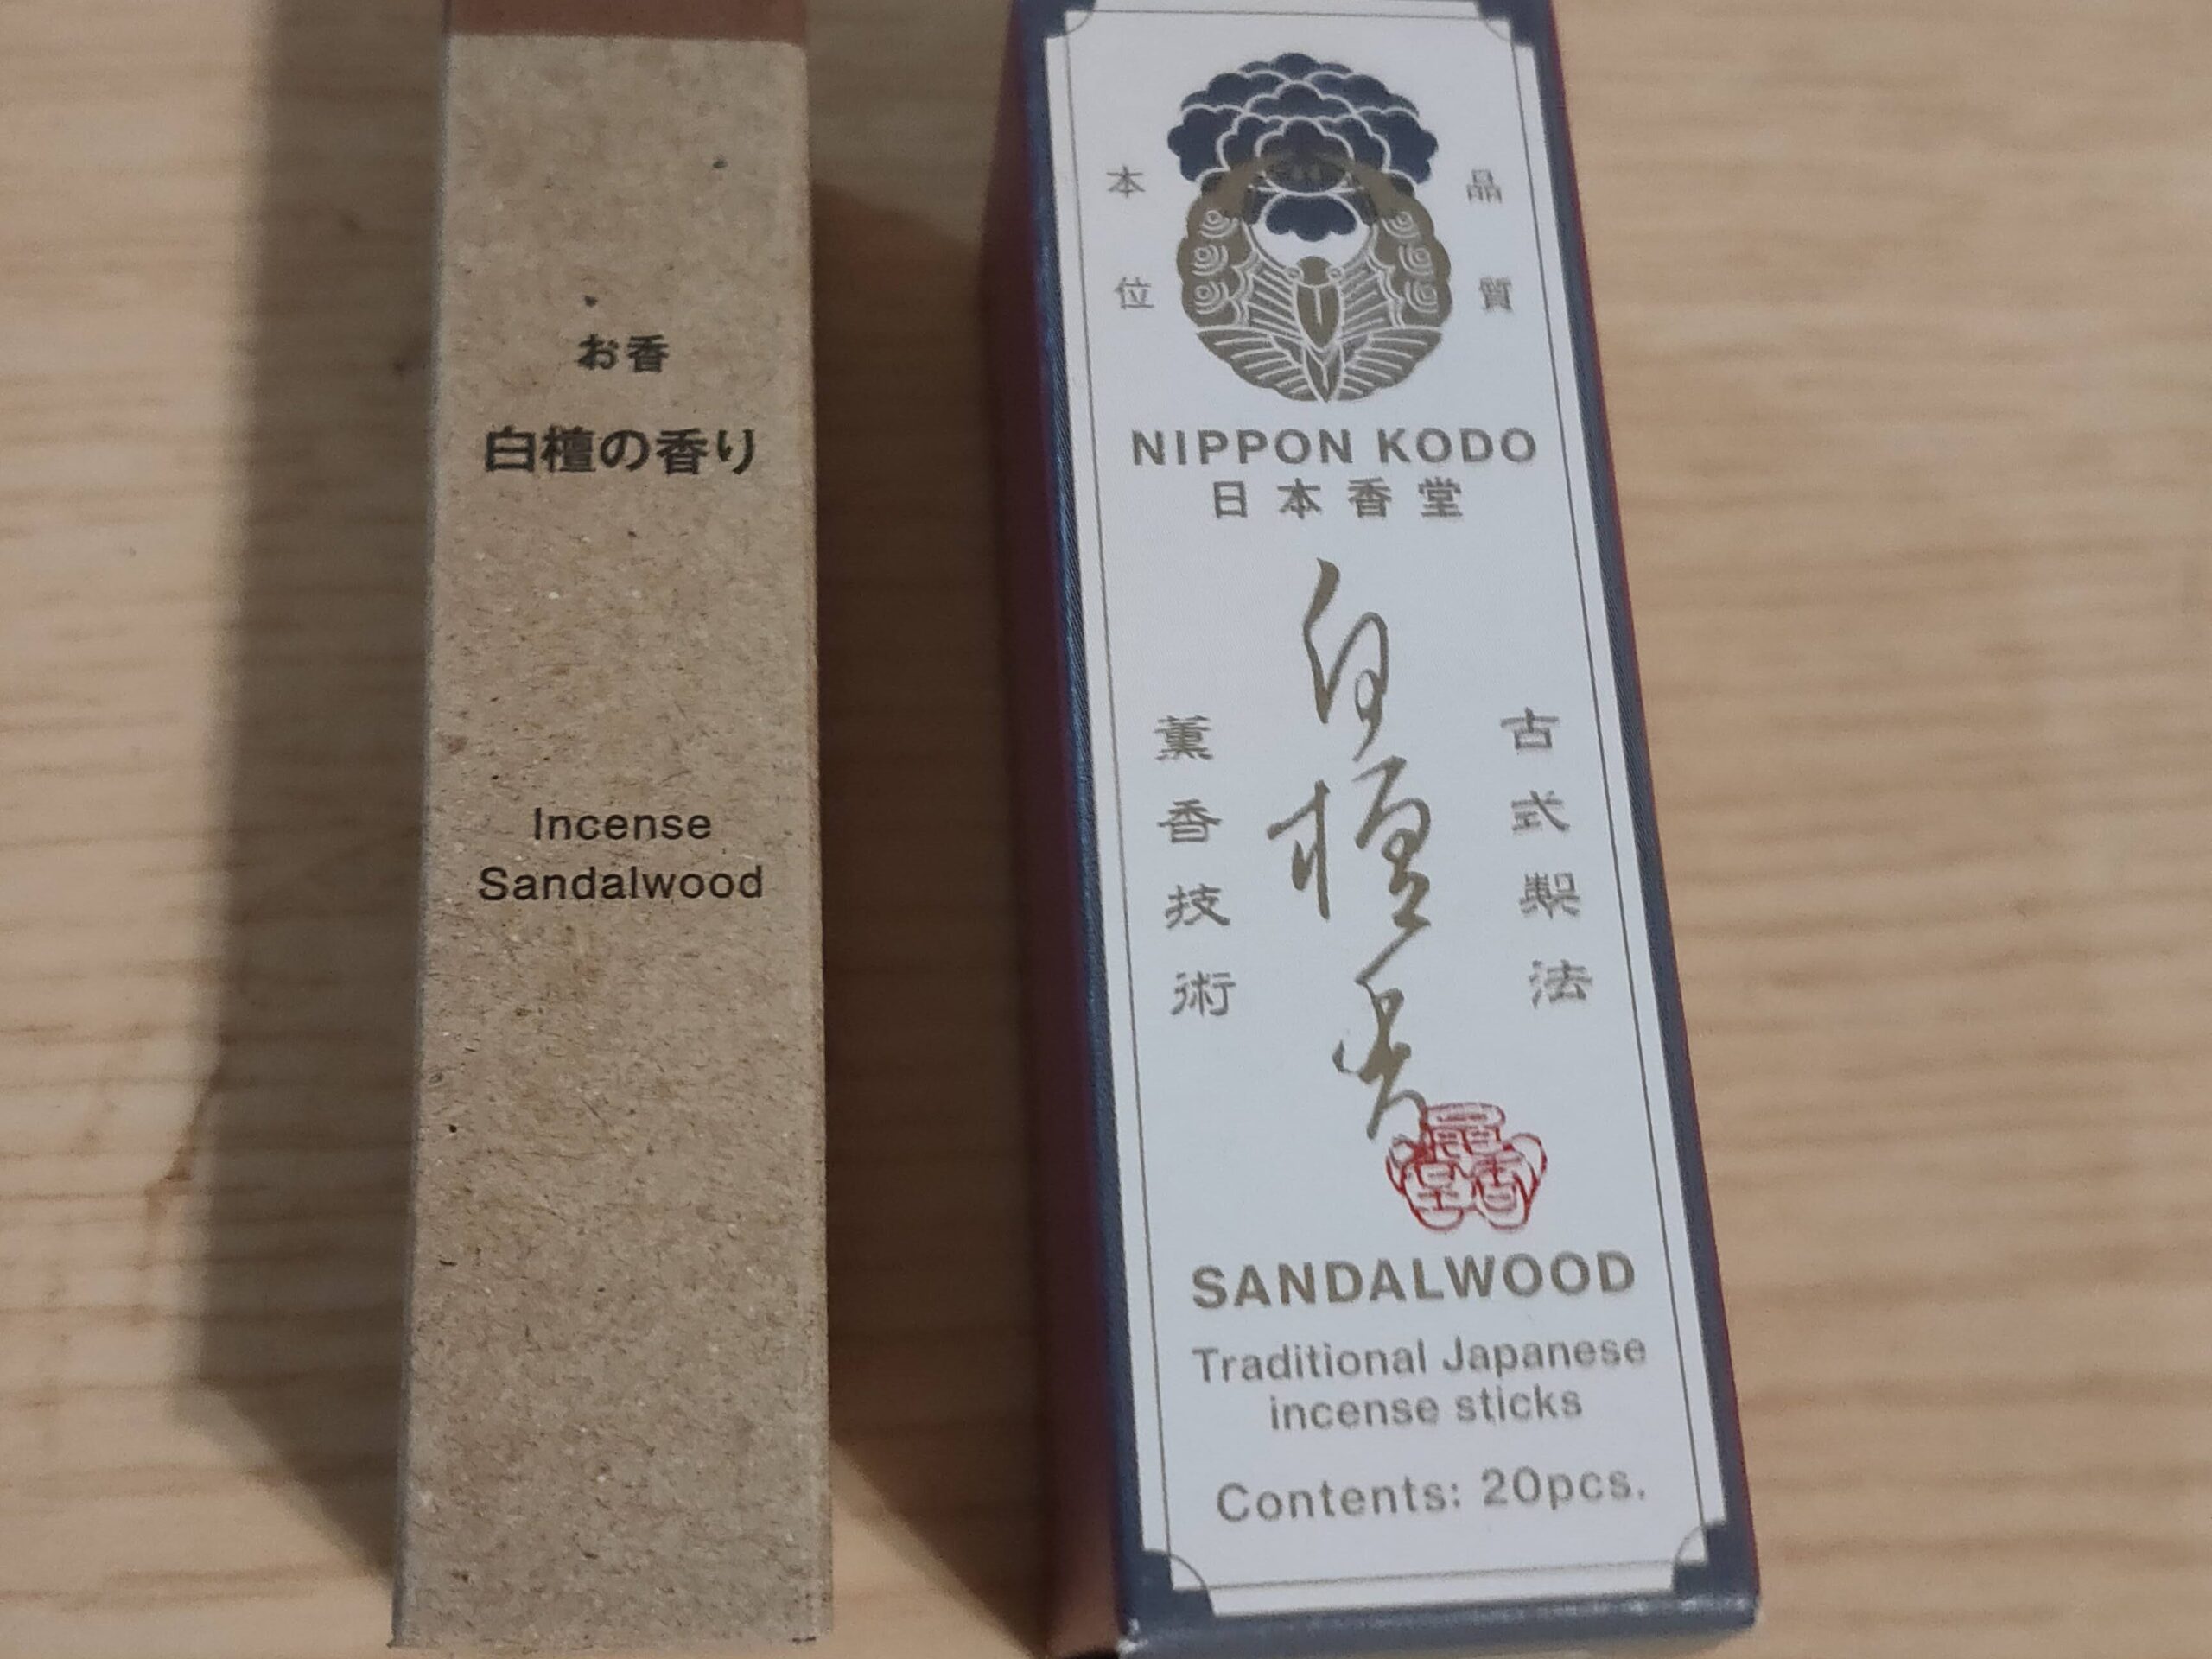 お香
白檀の香り
Incense
Sandalwood
品質
本位
NIPPON KODO
日本香堂
古式製法
白檀香
薫香技術
SANDALWOOD
Traditional Japanese
incense sticks
Contents: 20pcs.